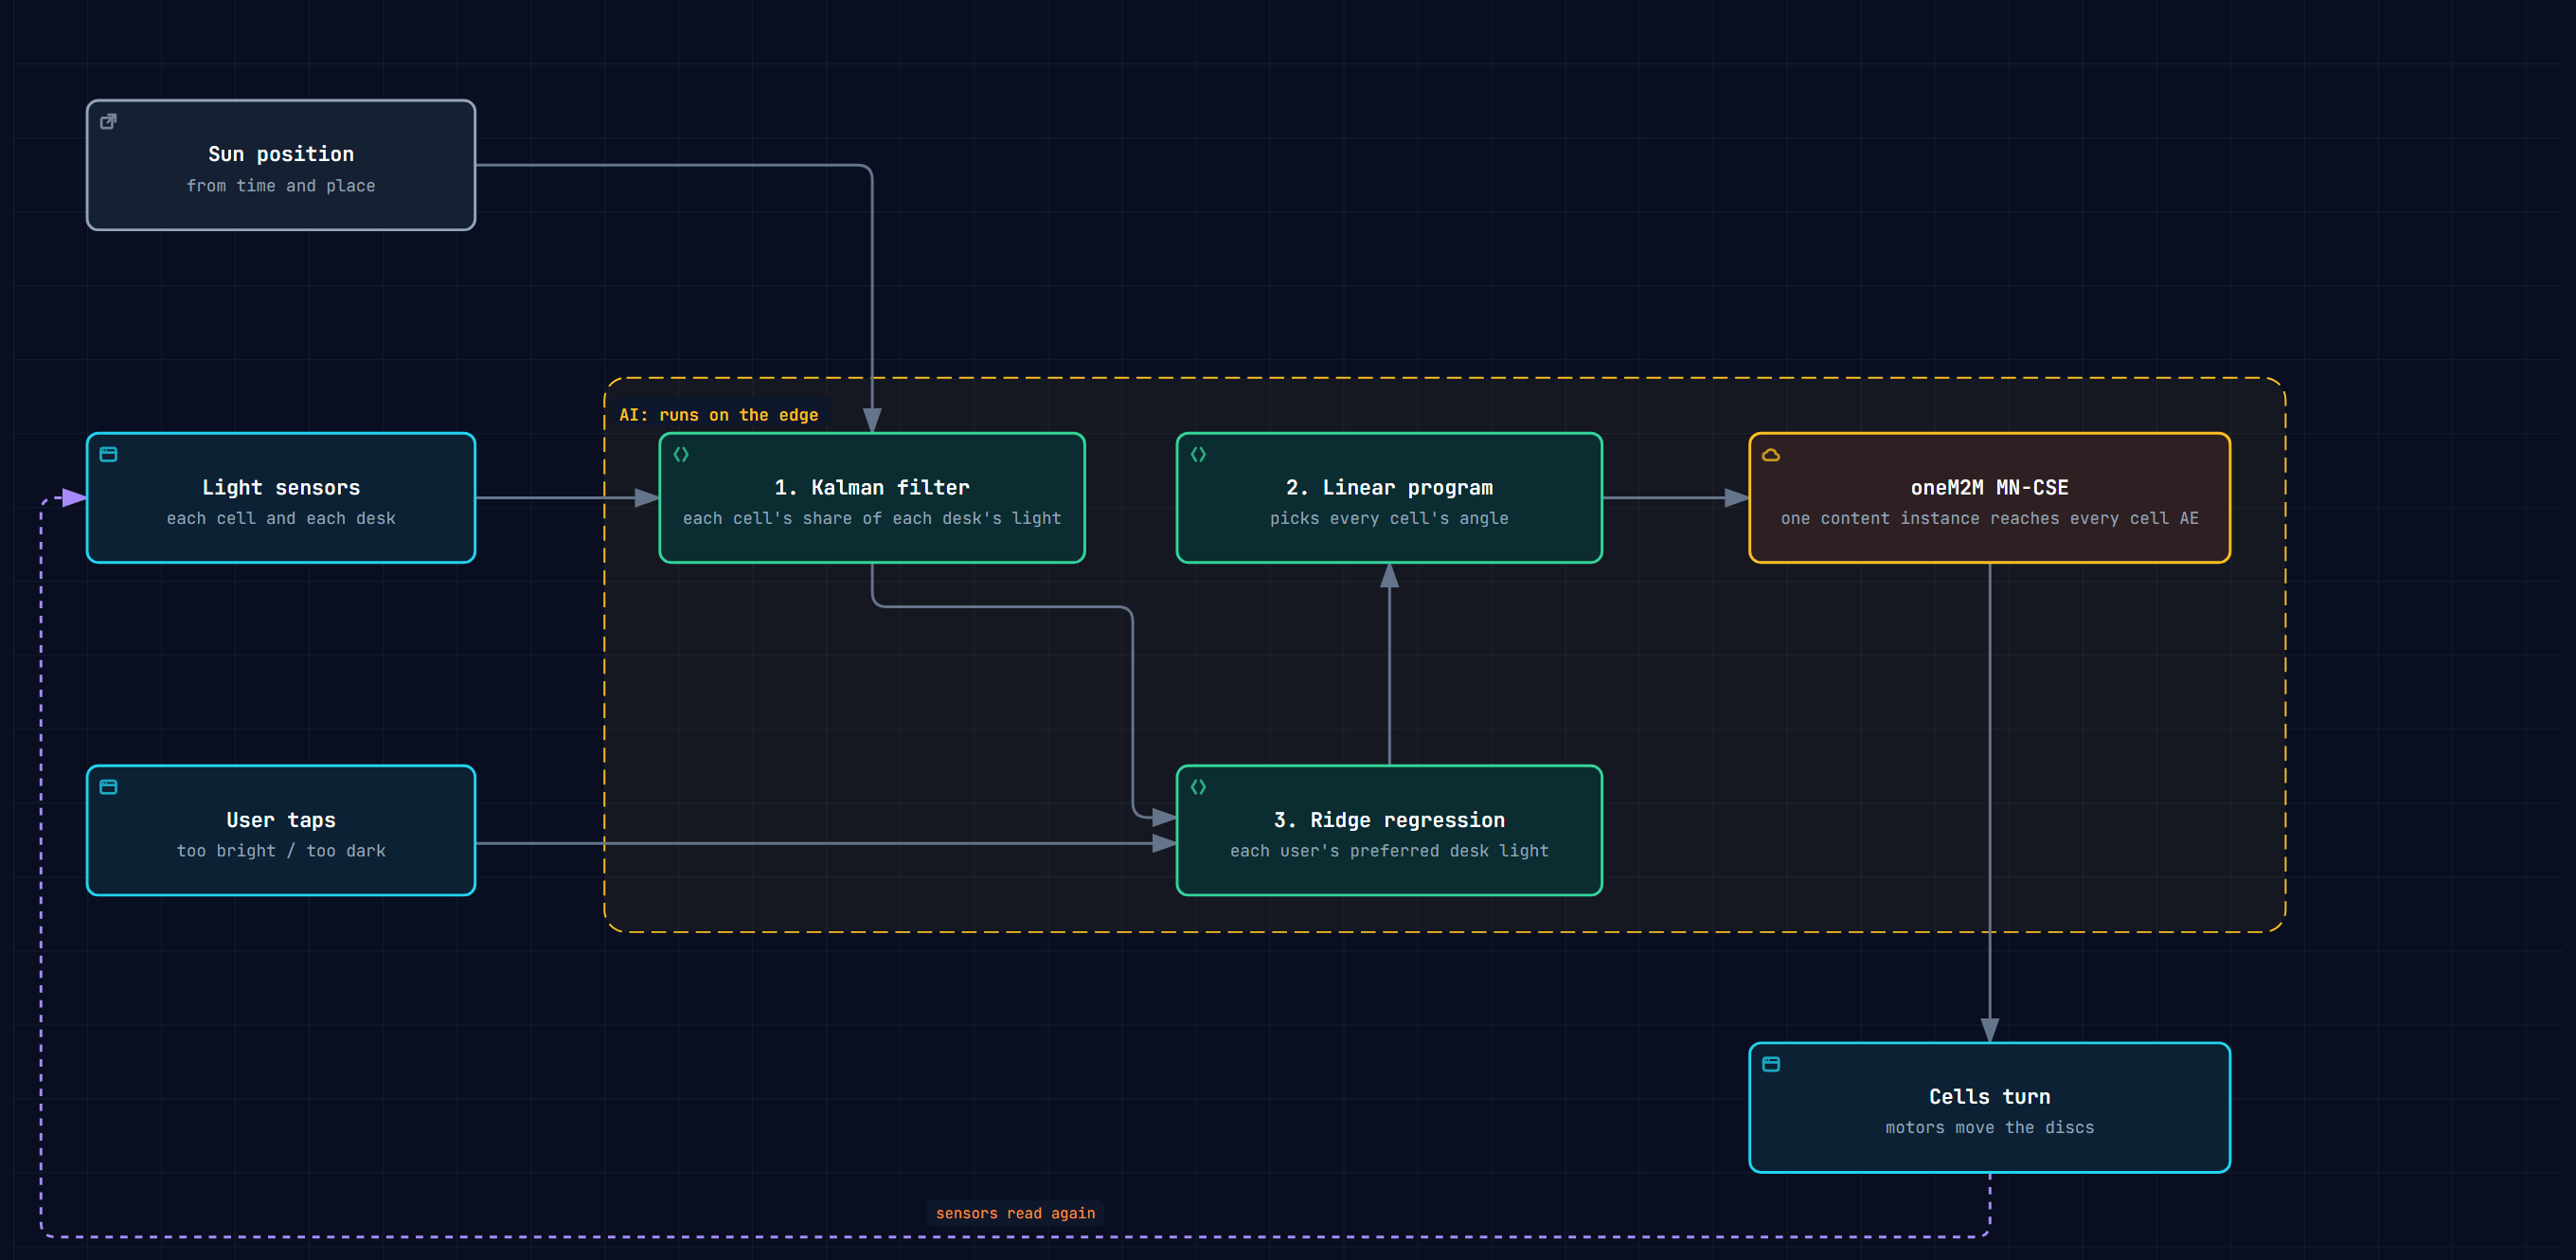 Sun position
from time and place
AI: runs on the edge
Light sensors
each cell and each desk
1. Kalman filter
each cell's share of each desk's light
2. Linear program
picks every cell's angle
oneM2M MN-CSE
one content instance reaches every cell AE
User taps
too bright / too dark
3. Ridge regression
each user's preferred desk light
Cells turn
motors move the discs
sensors read again